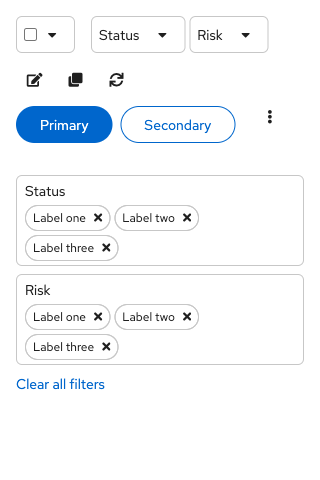 Status Risk
Primary Secondary
Status
Label one Label two
Label three
Risk
Label one Label two
Label three
Clear all filters